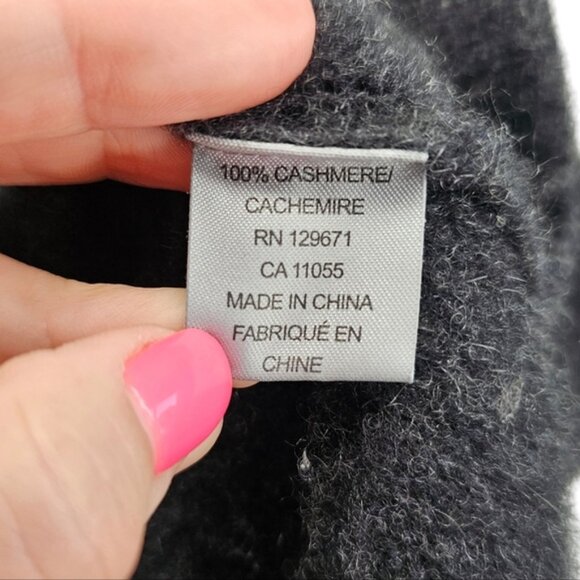 100% CASHMERE/
CACHEMIRE
RN 129671
CA 11055
MADE IN CHINA
FABRIQUÉ EN
CHINE